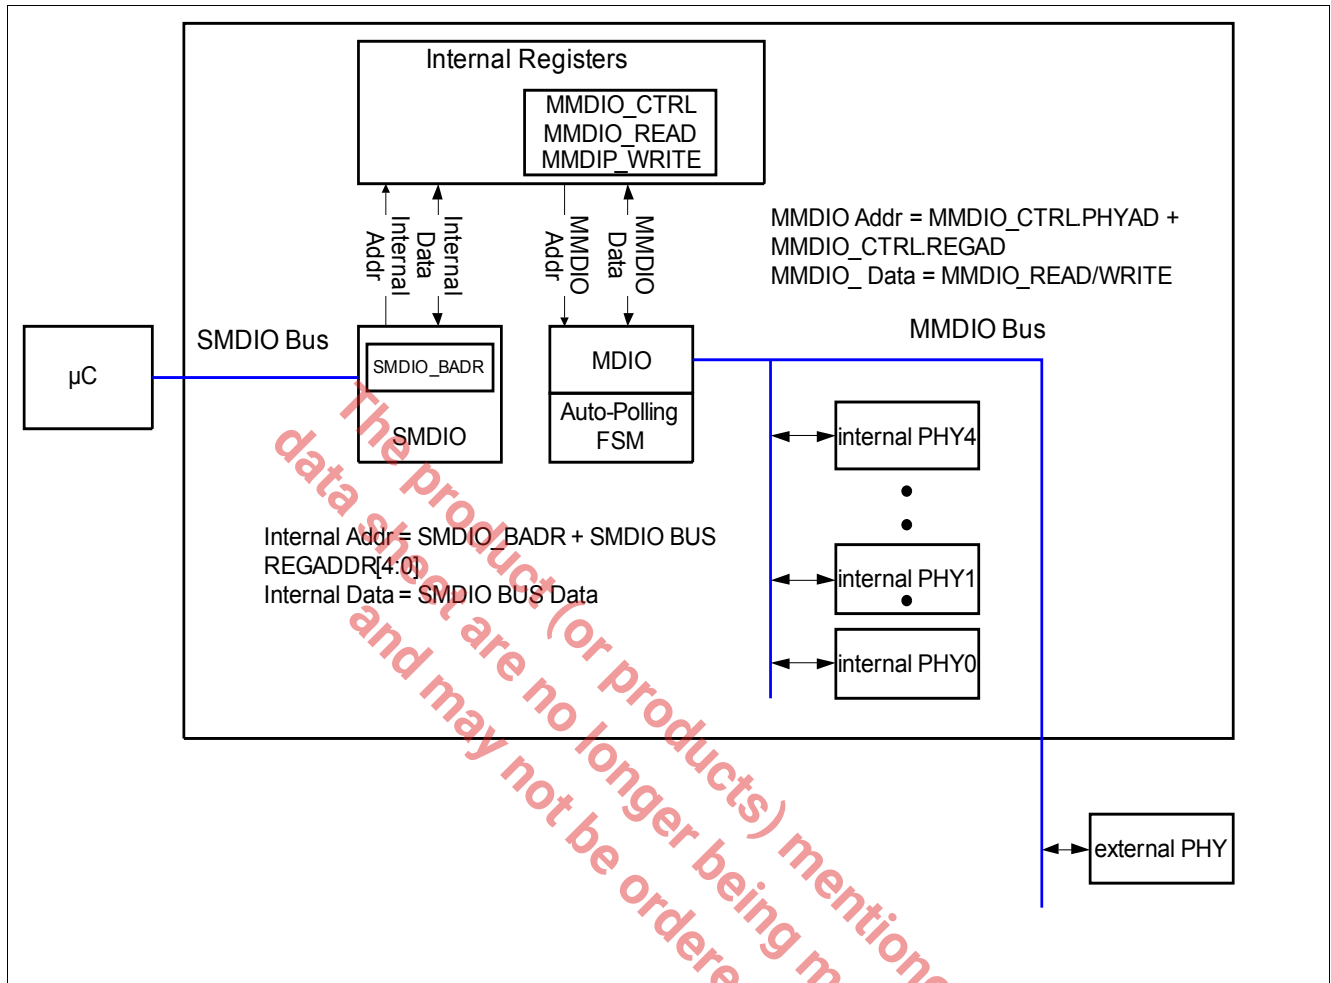 Internal Registers
MMDIO_CTRL
MMDIO_READ
MMDIP_WRITE
Internal
Addr
Internal
Data
MMDIO
Addr
MMDIO
Data
MMDIO Addr = MMDIO_CTRL.PHYAD +
MMDIO_CTRL.REGAD
MMDIO_ Data = MMDIO_READ/WRITE
µC
SMDIO Bus
SMDIO_BADR
SMDIO
MDIO
Auto-Polling
FSM
MMDIO Bus
internal PHY4
internal PHY1
internal PHY0
Internal Addr = SMDIO_BADR + SMDIO BUS
REGADDR[4:0]
Internal Data = SMDIO BUS Data
external PHY
The product (or products) mentione
data sheet are no longer being m
and may not be ordere